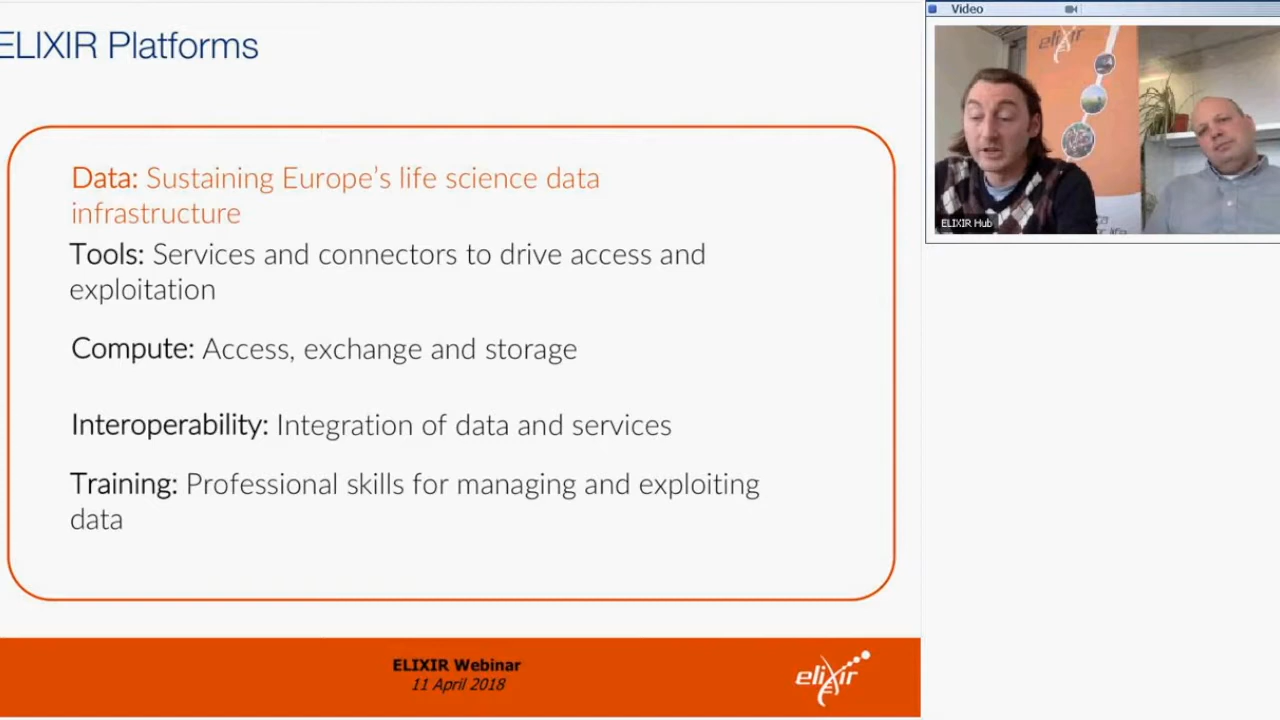 ELIXIR Platforms
Data: Sustaining Europe's life science data
infrastructure
Tools: Services and connectors to drive access and
exploitation
Compute: Access, exchange and storage
Interoperability: Integration of data and services
Training: Professional skills for managing and exploiting
data
ELIXIR Webinar
11 April 2018
elixir
Video
elixir
ELIXIR Hub